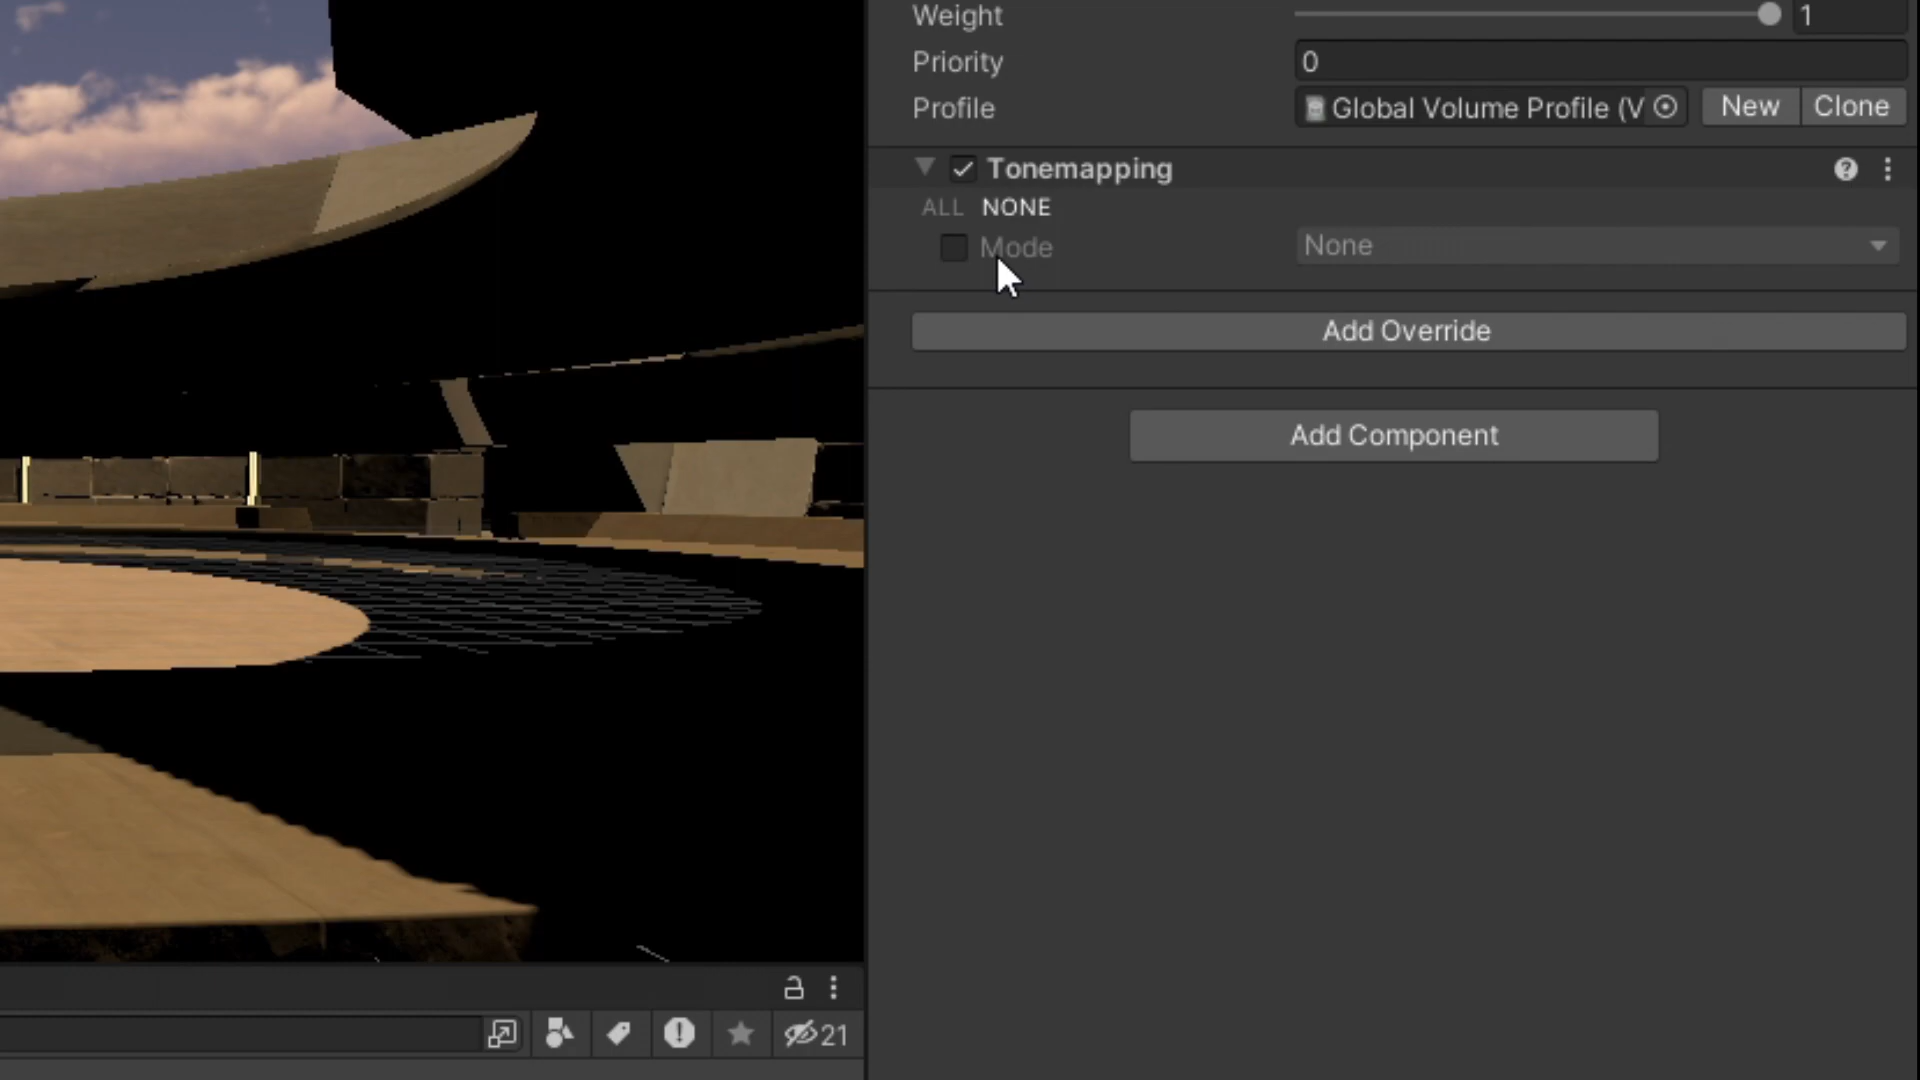 Weight 1
Priority 0
Profile Global Volume Profile (V New Clone
Tonemapping
ALL NONE
Mode None
Add Override
Add Component
21